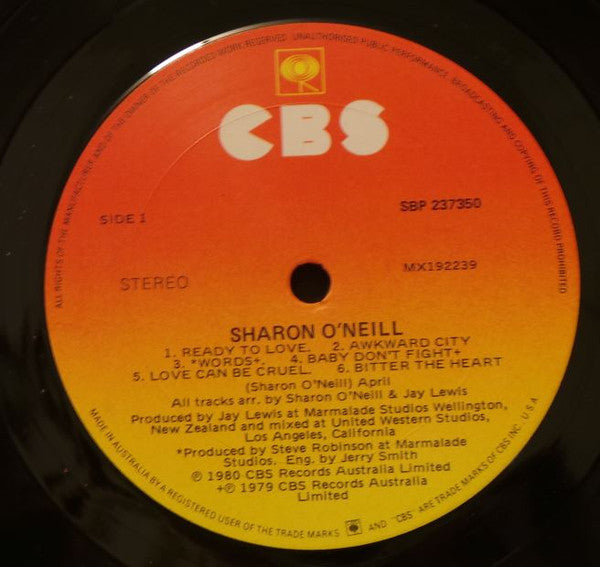 ALL RIGHTS OF THE MANUFACTURER AND OF THE OWNER OF THE RECORDED WORK RESERVED. UNAUTHORISED PUBLIC PERFORMANCE, BROADCASTING AND COPYING OF THIS RECORD PROHIBITED
CBS
SIDE 1
SBP 237350
STEREO
MX192239
SHARON O'NEILL
1. READY TO LOVE. 2. AWKWARD CITY
3. *WORDS+. 4. BABY DON'T FIGHT+
5. LOVE CAN BE CRUEL. 6. BITTER THE HEART
(Sharon O'Neill) April
All tracks arr. by Sharon O'Neill & Jay Lewis
Produced by Jay Lewis at Marmalade Studios Wellington,
New Zealand and mixed at United Western Studios,
Los Angeles, California
*Produced by Steve Robinson at Marmalade
Studios. Eng. by Jerry Smith
℗ 1980 CBS Records Australia Limited
+℗ 1979 CBS Records Australia
Limited
MADE IN AUSTRALIA BY A REGISTERED USER OF THE TRADE MARKS AND "CBS" ARE TRADE MARKS OF CBS INC. U.S.A